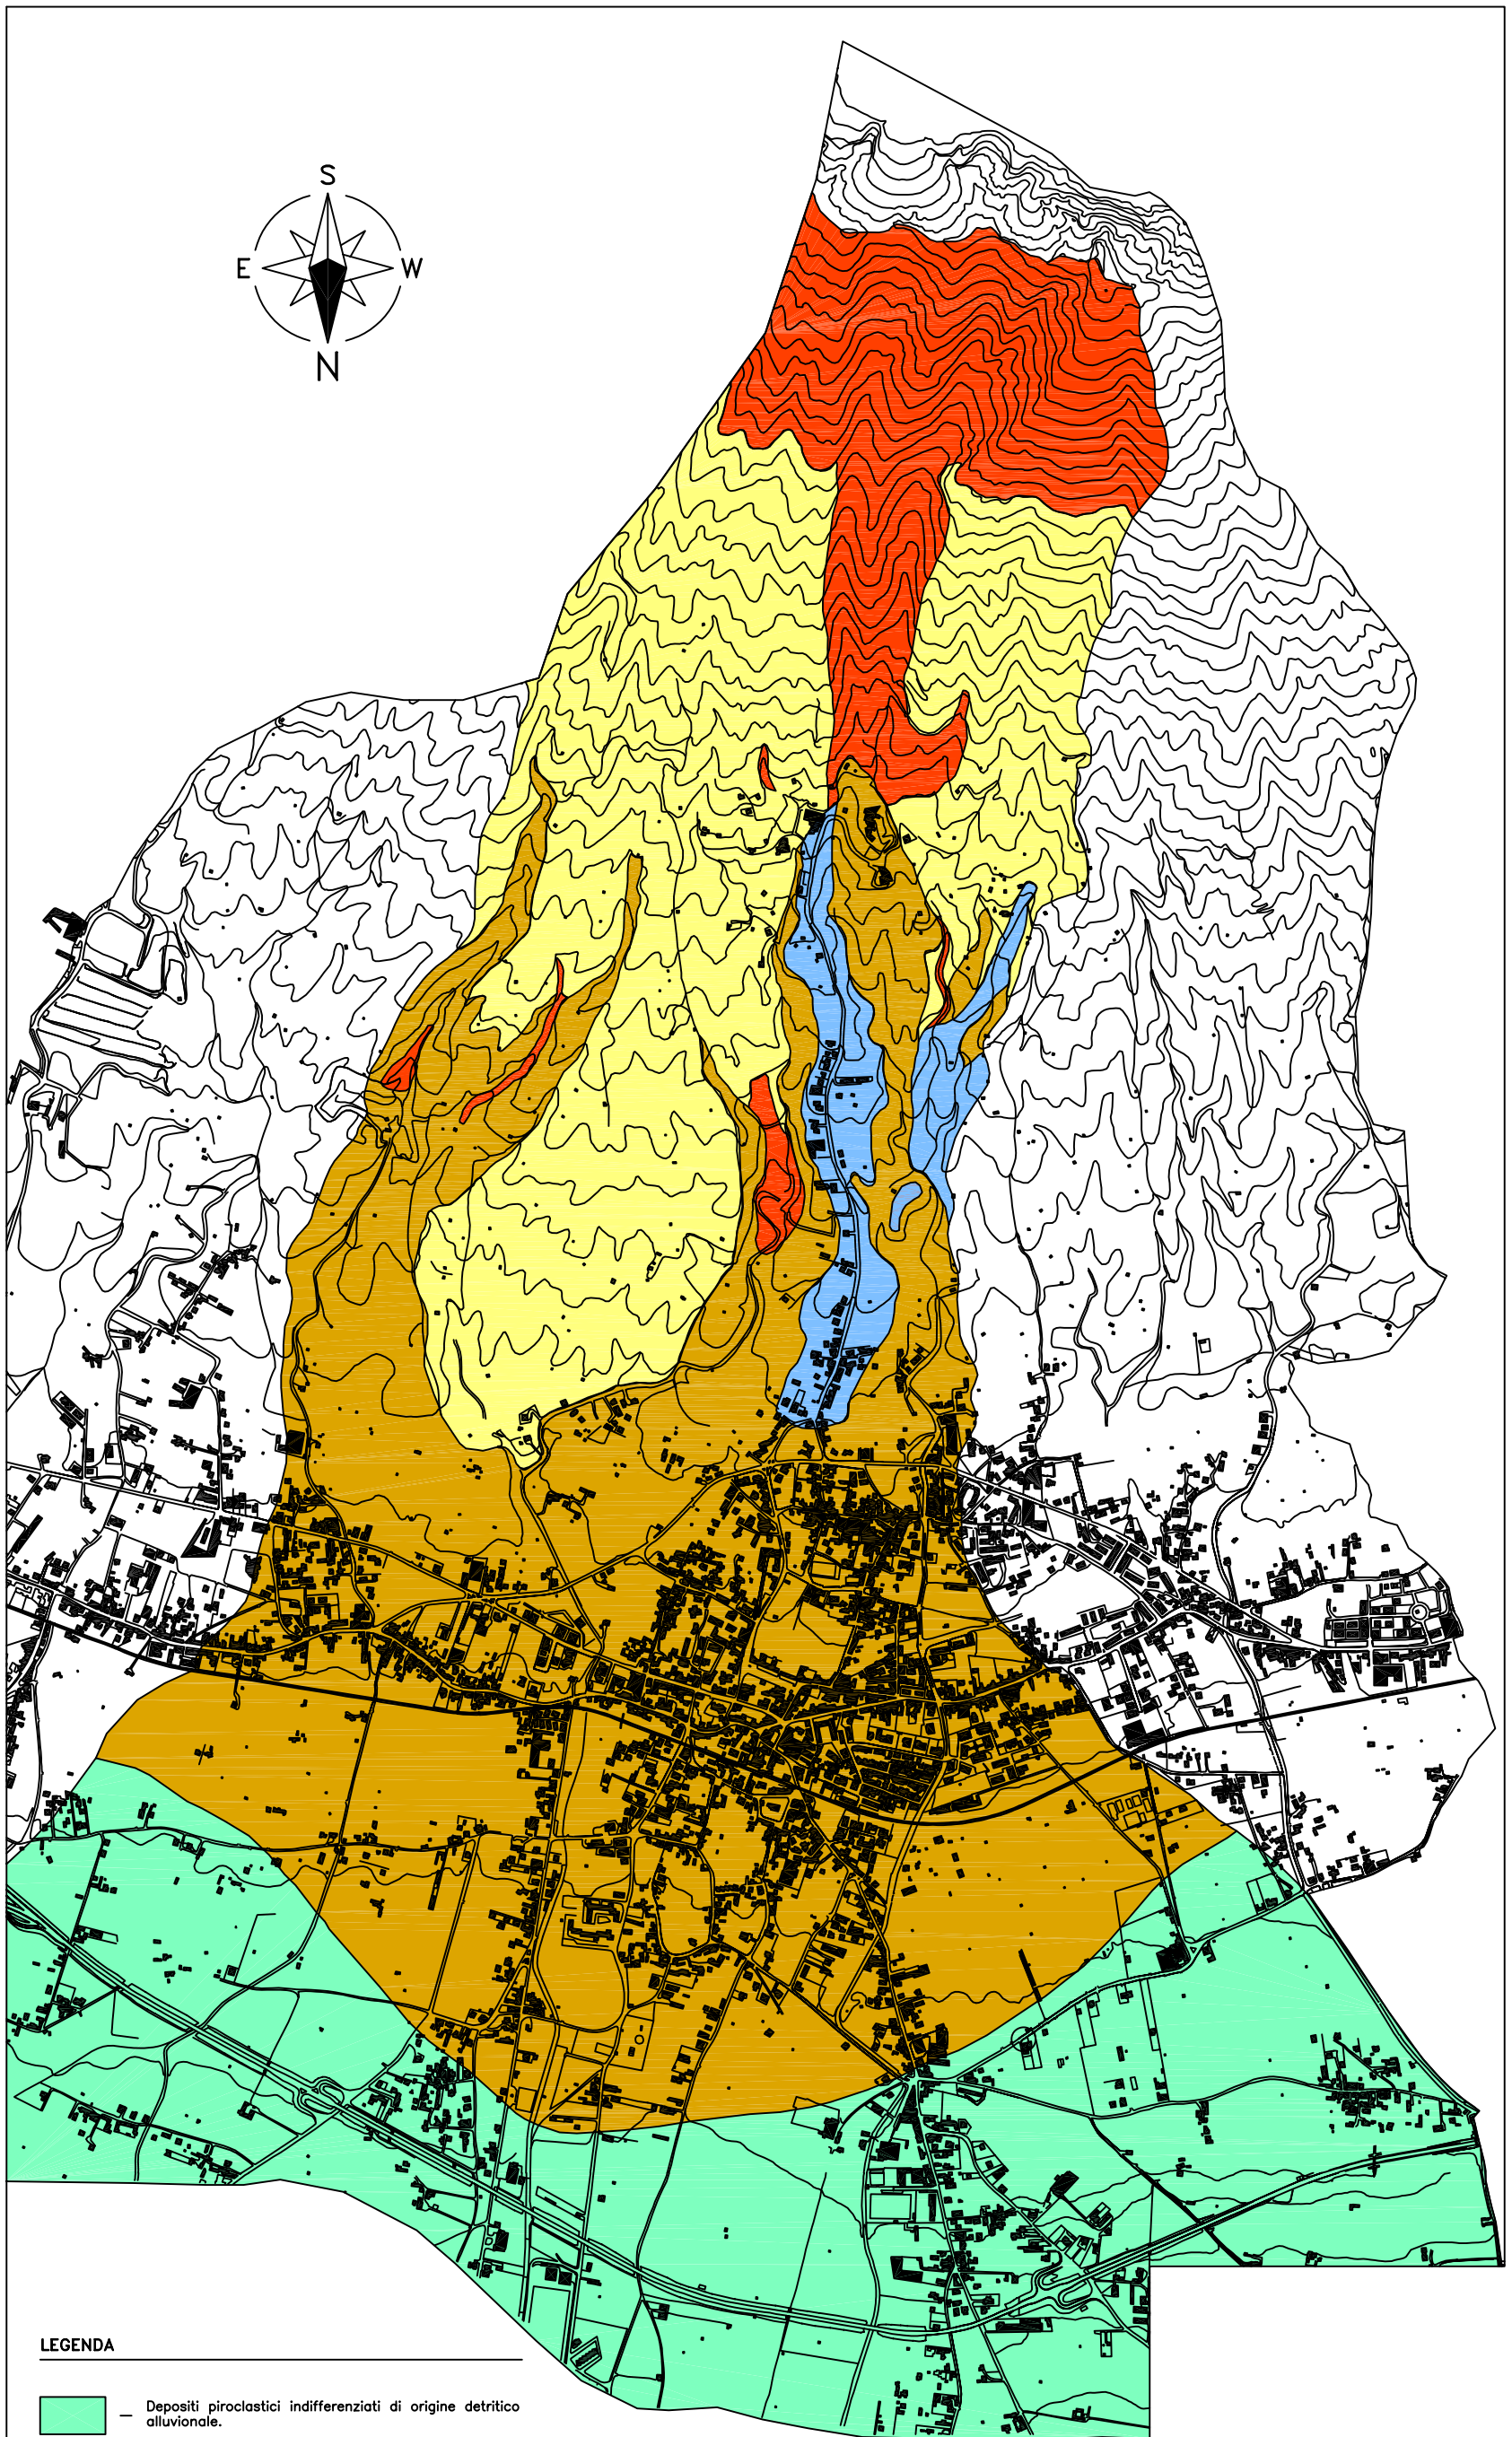 S
E W
N
LEGENDA
– Depositi piroclastici indifferenziati di origine detritico
alluvionale.